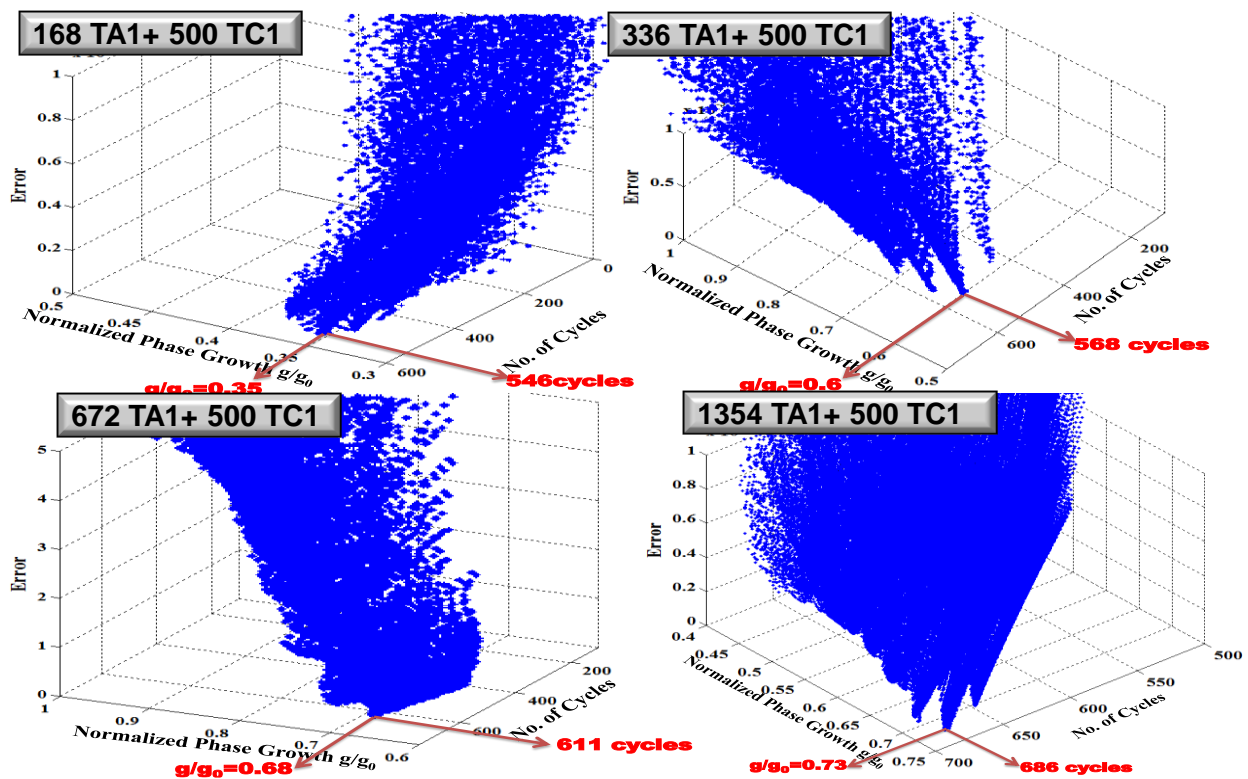 168 TA1+ 500 TC1
1
0.8
0.6
0.4
0.2
0
Error
0.5
0.45
0.4
0.35
0.3
Normalized Phase Growth g/g₀
0
200
400
600
No. of Cycles
g/g₀=0.35
546cycles
336 TA1+ 500 TC1
1
0.5
0
Error
1
0.9
0.8
0.7
0.6
0.5
Normalized Phase Growth g/g₀
200
400
600
No. of Cycles
g/g₀=0.6
568 cycles
672 TA1+ 500 TC1
5
4
3
2
1
0
Error
1
0.9
0.8
0.7
0.6
Normalized Phase Growth g/g₀
200
400
600
No. of Cycles
g/g₀=0.68
611 cycles
1354 TA1+ 500 TC1
1
0.8
0.6
0.4
0.2
0
Error
0.4
0.45
0.5
0.55
0.6
0.65
0.7
0.75
Normalized Phase Growth g/g₀
500
550
600
650
700
No. of Cycles
g/g₀=0.73
686 cycles